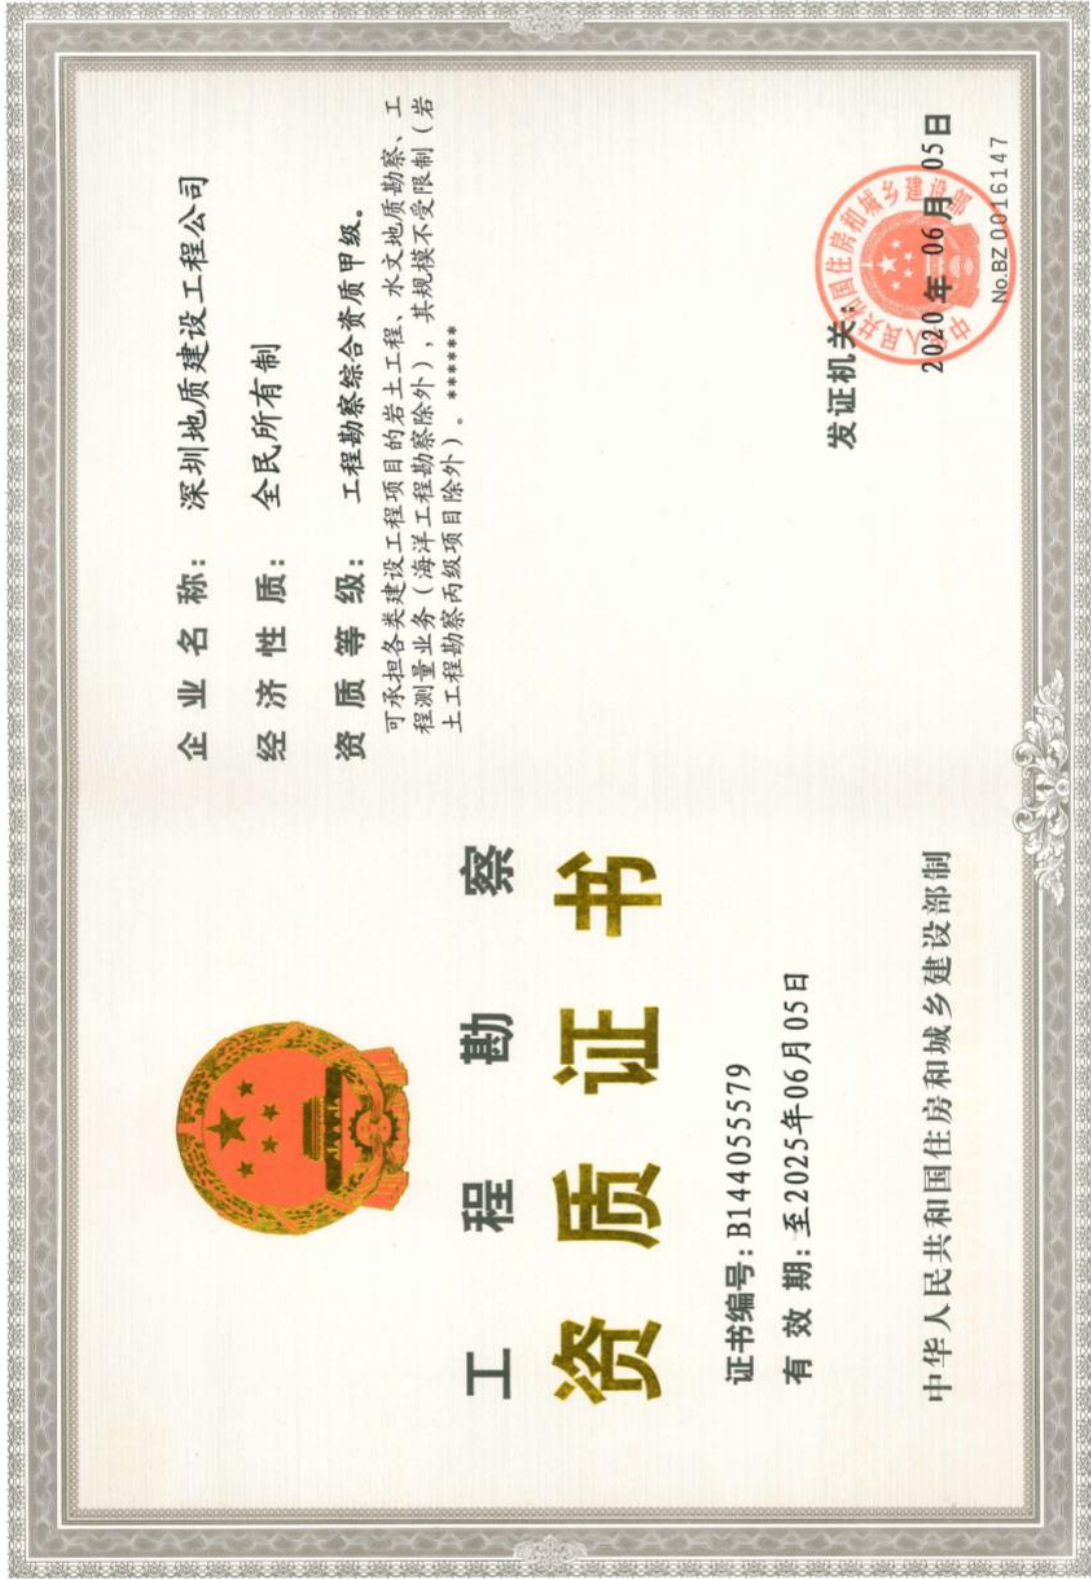 工程勘察
资质证书
证书编号：B144055579
有效期：至2025年06月05日
中华人民共和国住房和城乡建设部制
企业名称：深圳地质建设工程公司
经济性质：全民所有制
资质等级：工程勘察综合资质甲级。
可承担各类建设工程项目的岩土工程、水文地质勘察、工
程测量业务（海洋工程勘察除外），其规模不受限制（岩
土工程勘察丙级项目除外）。******
发证机关：
中华人民共和国住房和城乡建设部
2020年06月05日
No.BZ 0016147